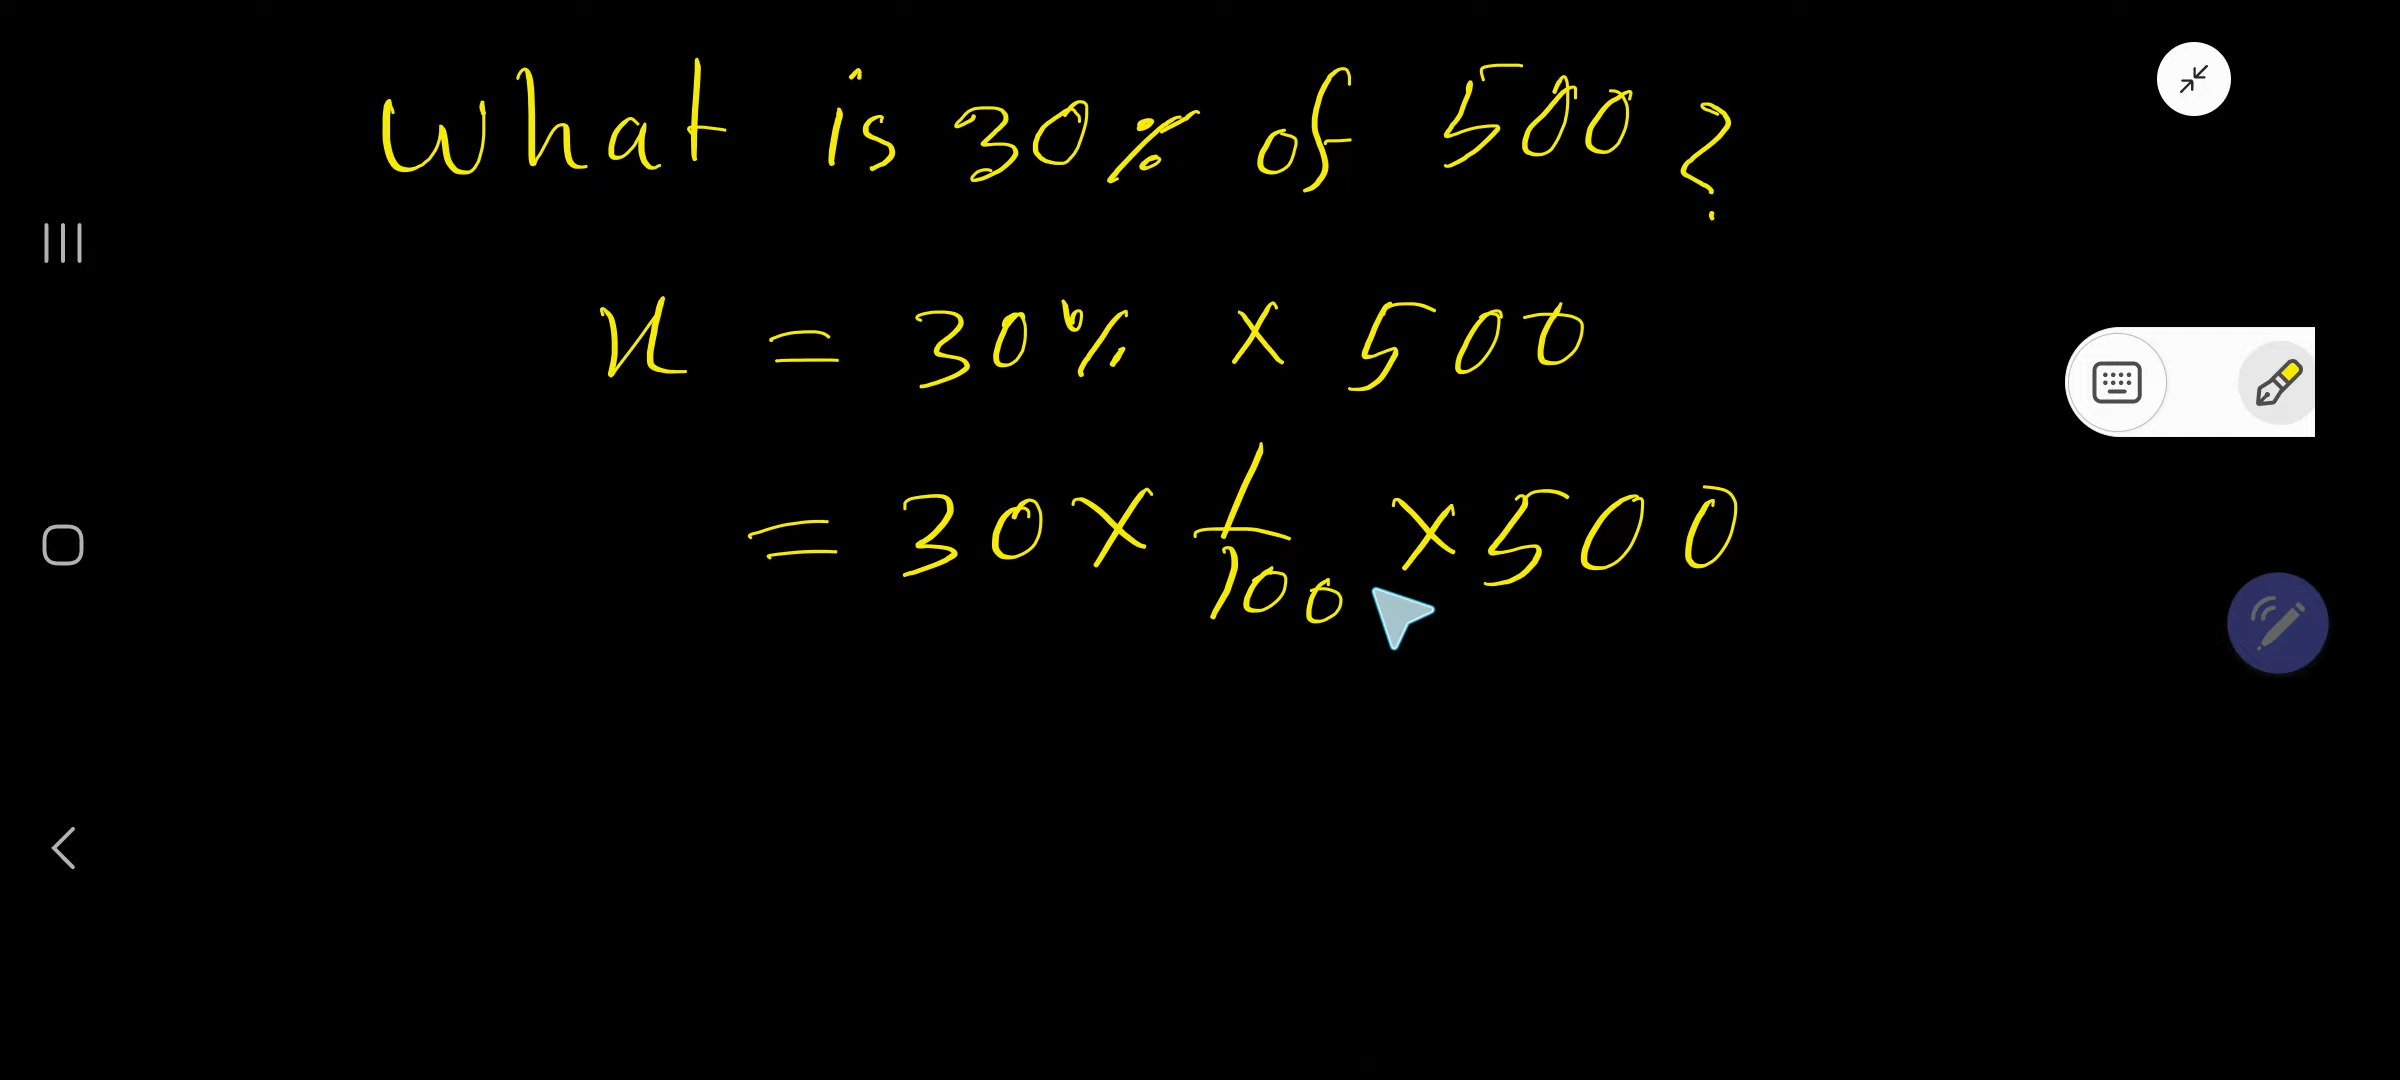 What is 30% of 500?
x = 30% × 500
= 30 × 1/100 × 500